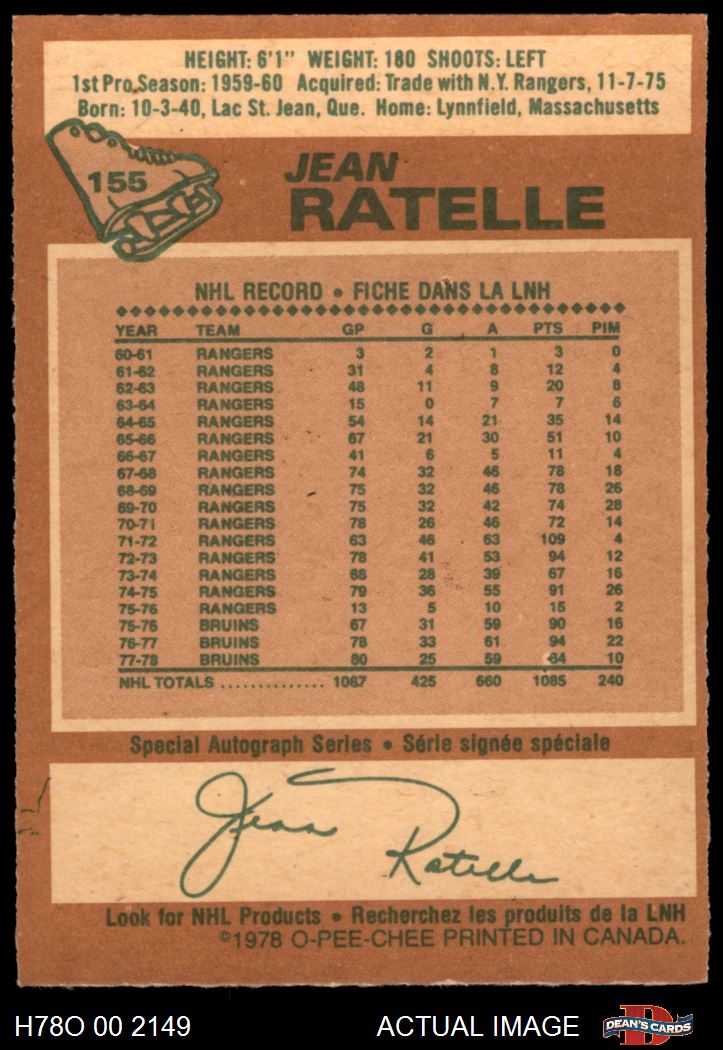 HEIGHT: 6'1" WEIGHT: 180 SHOOTS: LEFT
1st Pro Season: 1959-60 Acquired: Trade with N.Y. Rangers, 11-7-75
Born: 10-3-40, Lac St. Jean, Que. Home: Lynnfield, Massachusetts
155
JEAN
RATELLE
NHL RECORD • FICHE DANS LA LNH
YEAR TEAM GP G A PTS PIM
60-61 RANGERS 3 2 1 3 0
61-62 RANGERS 31 4 8 12 4
62-63 RANGERS 48 11 9 20 8
63-64 RANGERS 15 0 7 7 6
64-65 RANGERS 54 14 21 35 14
65-66 RANGERS 67 21 30 51 10
66-67 RANGERS 41 6 5 11 4
67-68 RANGERS 74 32 46 78 18
68-69 RANGERS 75 32 46 78 26
69-70 RANGERS 75 32 42 74 28
70-71 RANGERS 78 26 46 72 14
71-72 RANGERS 63 46 63 109 4
72-73 RANGERS 78 41 53 94 12
73-74 RANGERS 68 28 39 67 16
74-75 RANGERS 79 36 55 91 26
75-76 RANGERS 13 5 10 15 2
75-76 BRUINS 67 31 59 90 16
76-77 BRUINS 78 33 61 94 22
77-78 BRUINS 80 25 59 84 10
NHL TOTALS .............. 1087 425 660 1085 240
Special Autograph Series • Série signée spéciale
Jean Ratelle
Look for NHL Products • Recherchez les produits de la LNH
©1978 O-PEE-CHEE PRINTED IN CANADA.
H78O 00 2149 ACTUAL IMAGE D DEAN'S CARDS